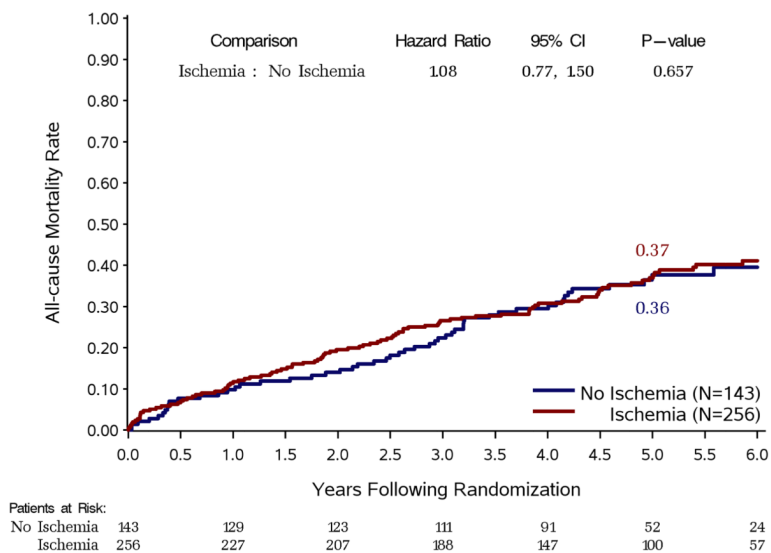 Comparison Hazard Ratio 95% CI P-value
Ischemia : No Ischemia 1.08 0.77, 1.50 0.657
All-cause Mortality Rate
1.00
0.90
0.80
0.70
0.60
0.50
0.40
0.30
0.20
0.10
0.00
0.37
0.36
No Ischemia (N=143)
Ischemia (N=256)
0.0 0.5 1.0 1.5 2.0 2.5 3.0 3.5 4.0 4.5 5.0 5.5 6.0
Years Following Randomization
Patients at Risk:
No Ischemia 143 129 123 111 91 52 24
Ischemia 256 227 207 188 147 100 57